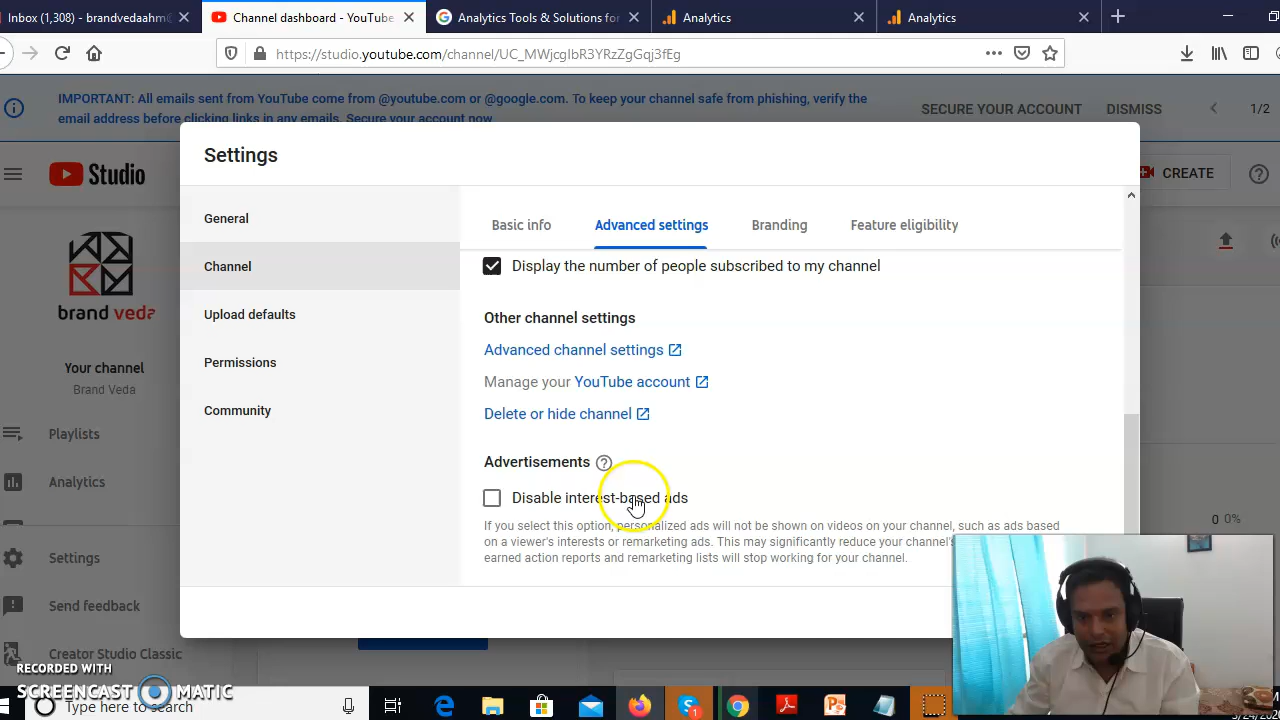 Inbox (1,308) - brandvedaahm
Channel dashboard - YouTube
Analytics Tools & Solutions for
Analytics
Analytics
https://studio.youtube.com/channel/UC_MWjcgIbR3YRzZgGqj3fEg
IMPORTANT: All emails sent from YouTube come from @youtube.com or @google.com. To keep your channel safe from phishing, verify the
email address before clicking links in any emails. Secure your account now
SECURE YOUR ACCOUNT
DISMISS
1/2
Studio
CREATE
Settings
General
Channel
Upload defaults
Permissions
Community
Basic info
Advanced settings
Branding
Feature eligibility
Display the number of people subscribed to my channel
Other channel settings
Advanced channel settings
Manage your YouTube account
Delete or hide channel
Advertisements
Disable interest-based ads
If you select this option, personalized ads will not be shown on videos on your channel, such as ads based
on a viewer's interests or remarketing ads. This may significantly reduce your channel's
earned action reports and remarketing lists will stop working for your channel.
brand veda
Your channel
Brand Veda
Playlists
Analytics
Settings
Send feedback
Creator Studio Classic
0 0%
RECORDED WITH
SCREENCAST MATIC
Type here to search